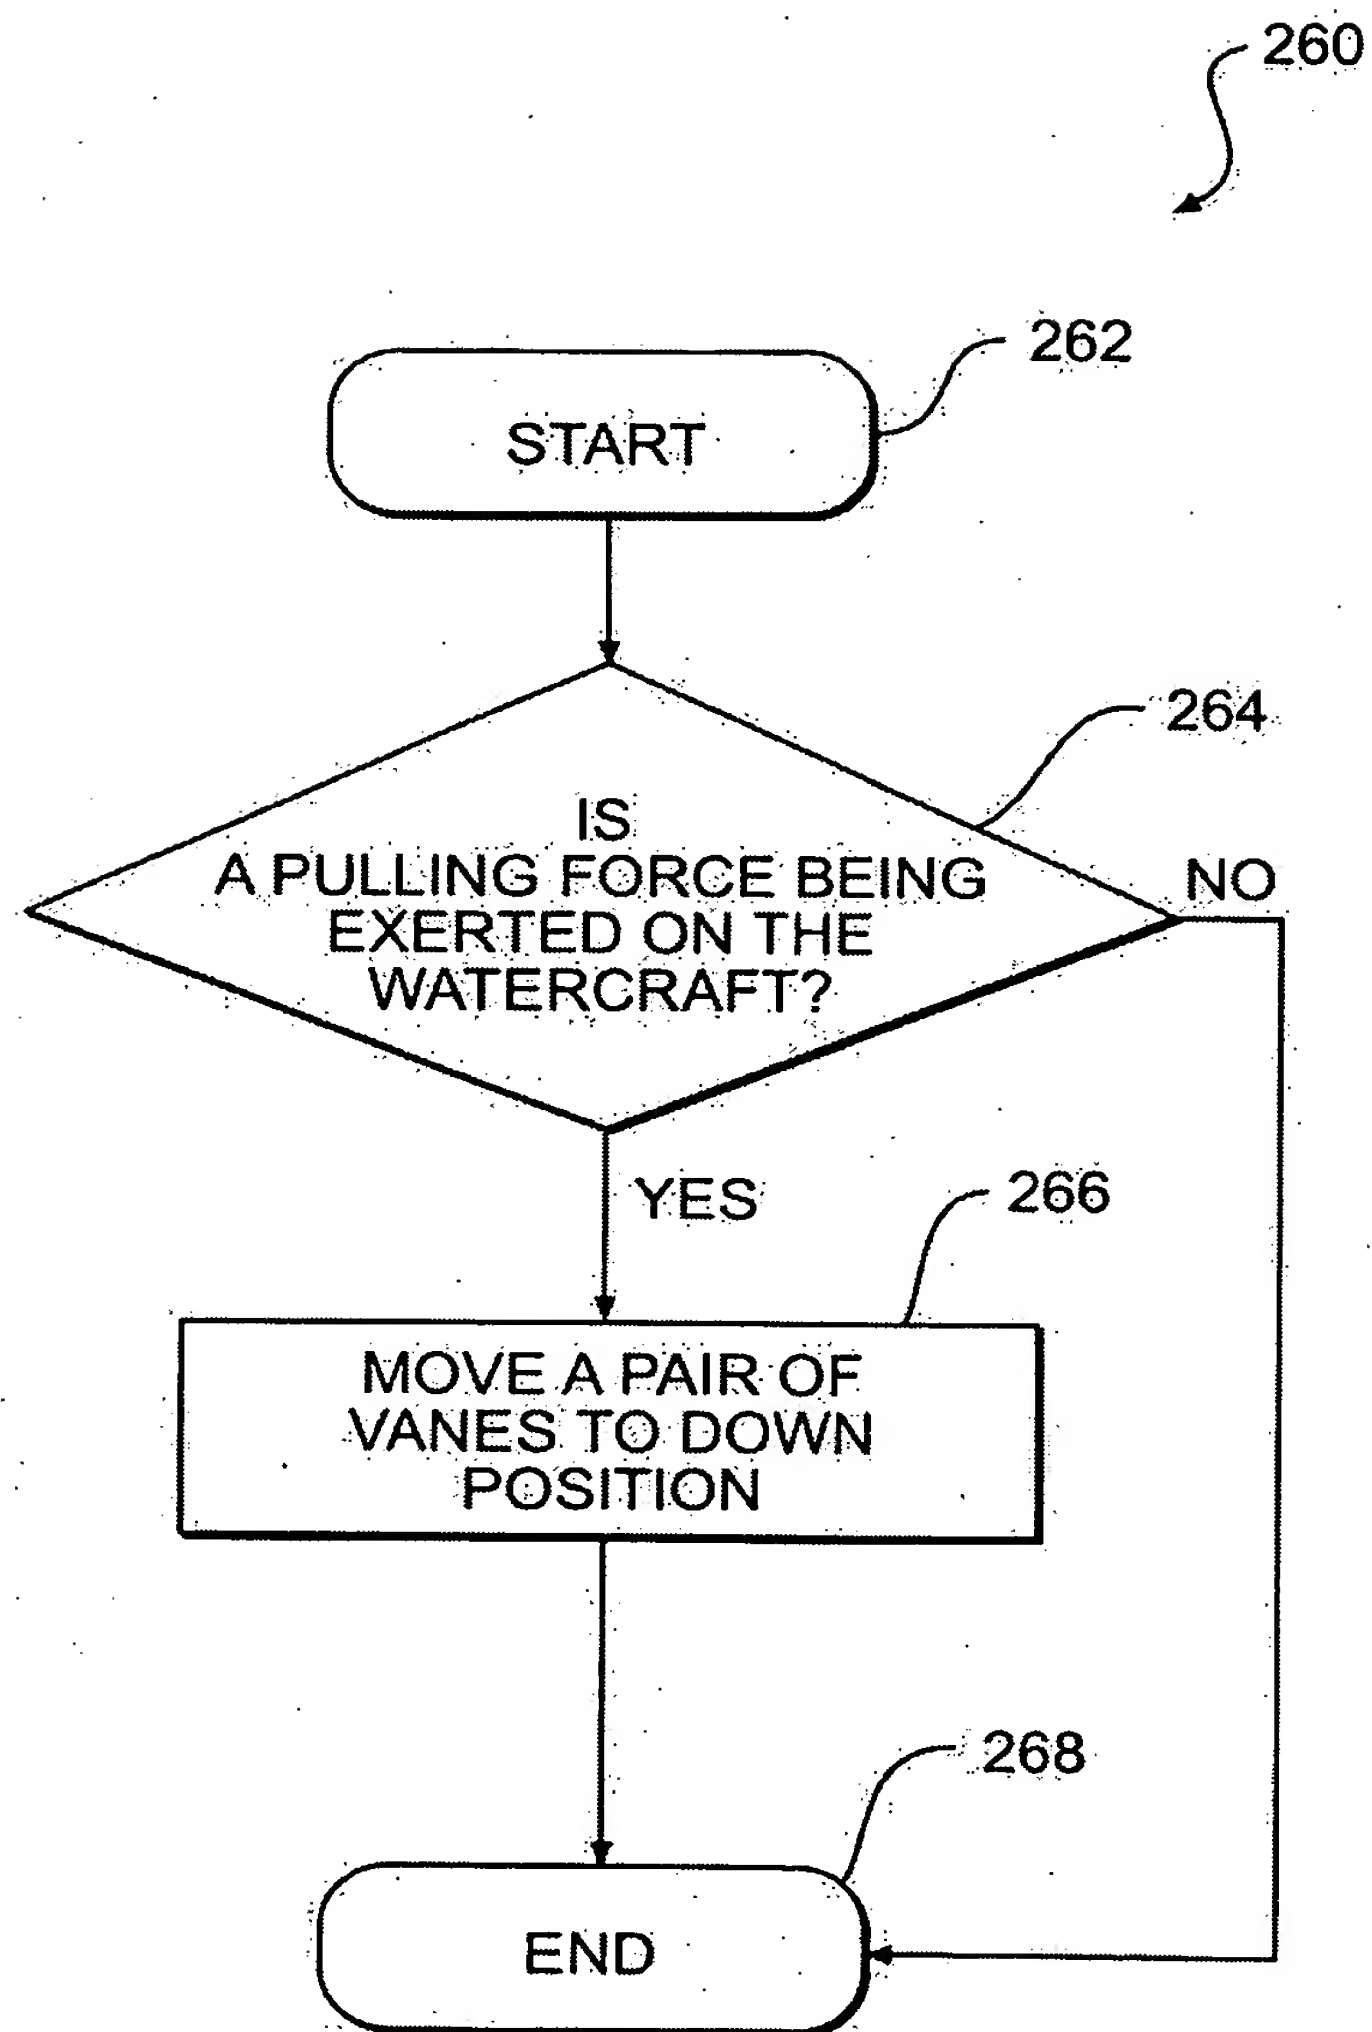 260
262
START
264
IS
A PULLING FORCE BEING
EXERTED ON THE
WATERCRAFT?
NO
YES
266
MOVE A PAIR OF
VANES TO DOWN
POSITION
268
END